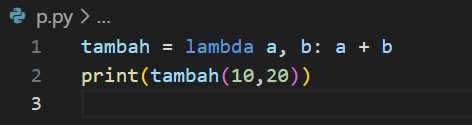 p.py > ...
1 tambah = lambda a, b: a + b
2 print(tambah(10,20))
3